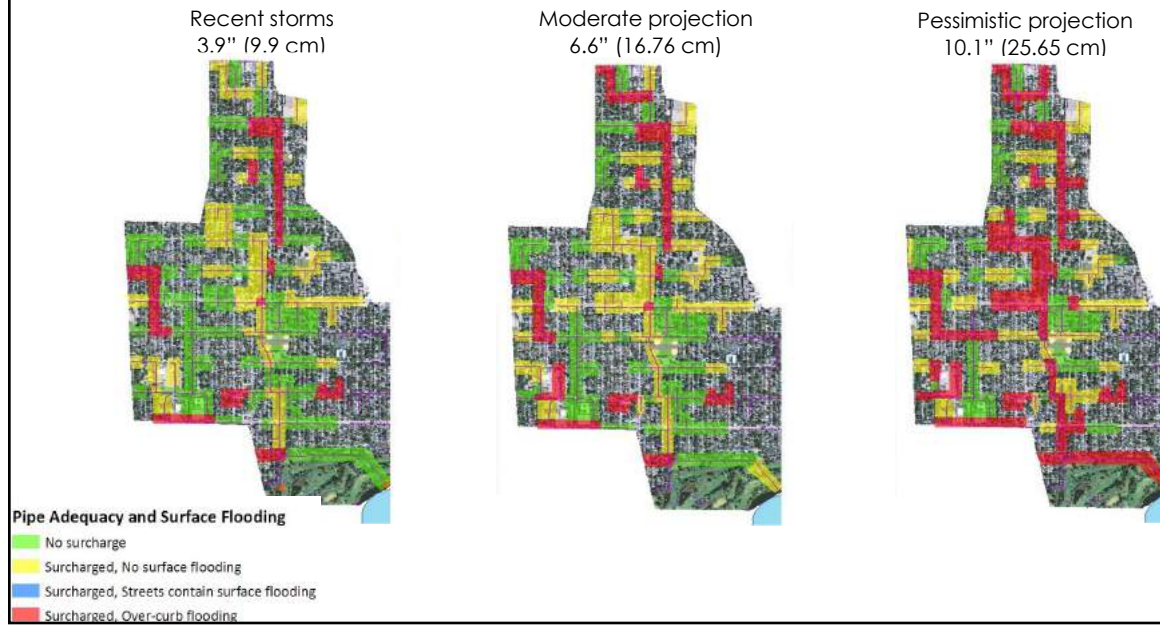 Recent storms
3.9” (9.9 cm)
Moderate projection
6.6” (16.76 cm)
Pessimistic projection
10.1” (25.65 cm)
Pipe Adequacy and Surface Flooding
No surcharge
Surcharged, No surface flooding
Surcharged, Streets contain surface flooding
Surcharged, Over-curb flooding